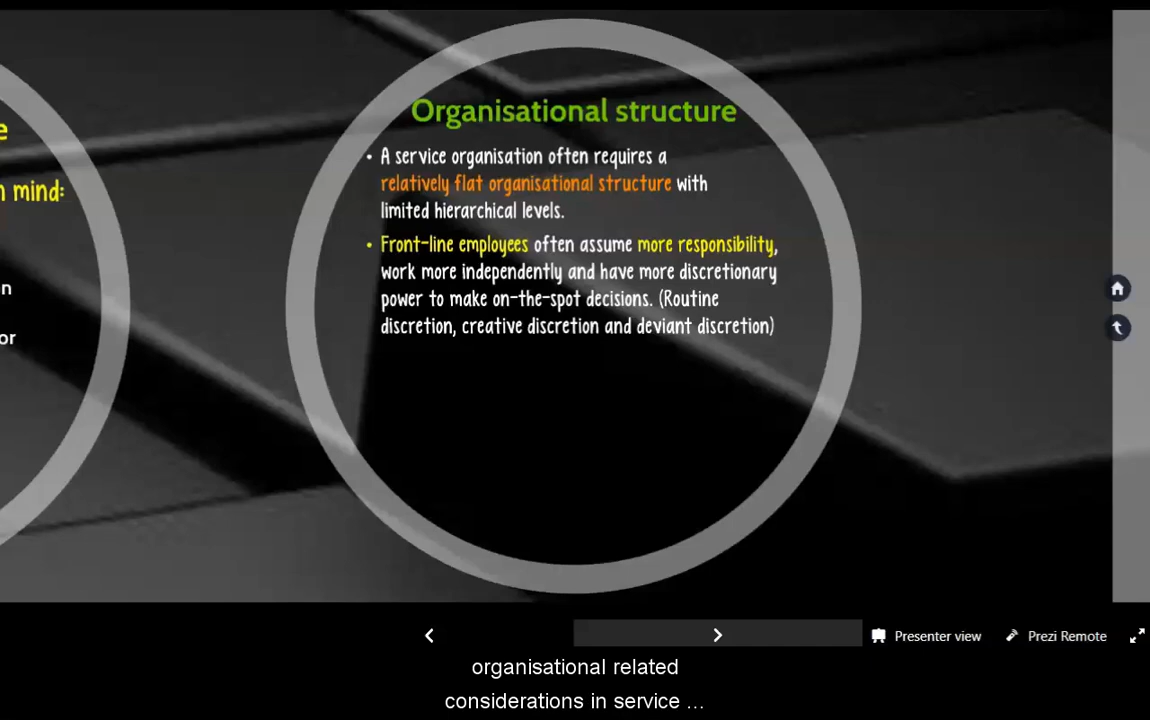 e
n mind:
n
or
Organisational structure
• A service organisation often requires a
relatively flat organisational structure with
limited hierarchical levels.
• Front-line employees often assume more responsibility,
work more independently and have more discretionary
power to make on-the-spot decisions. (Routine
discretion, creative discretion and deviant discretion)
Presenter view
Prezi Remote
organisational related
considerations in service ...